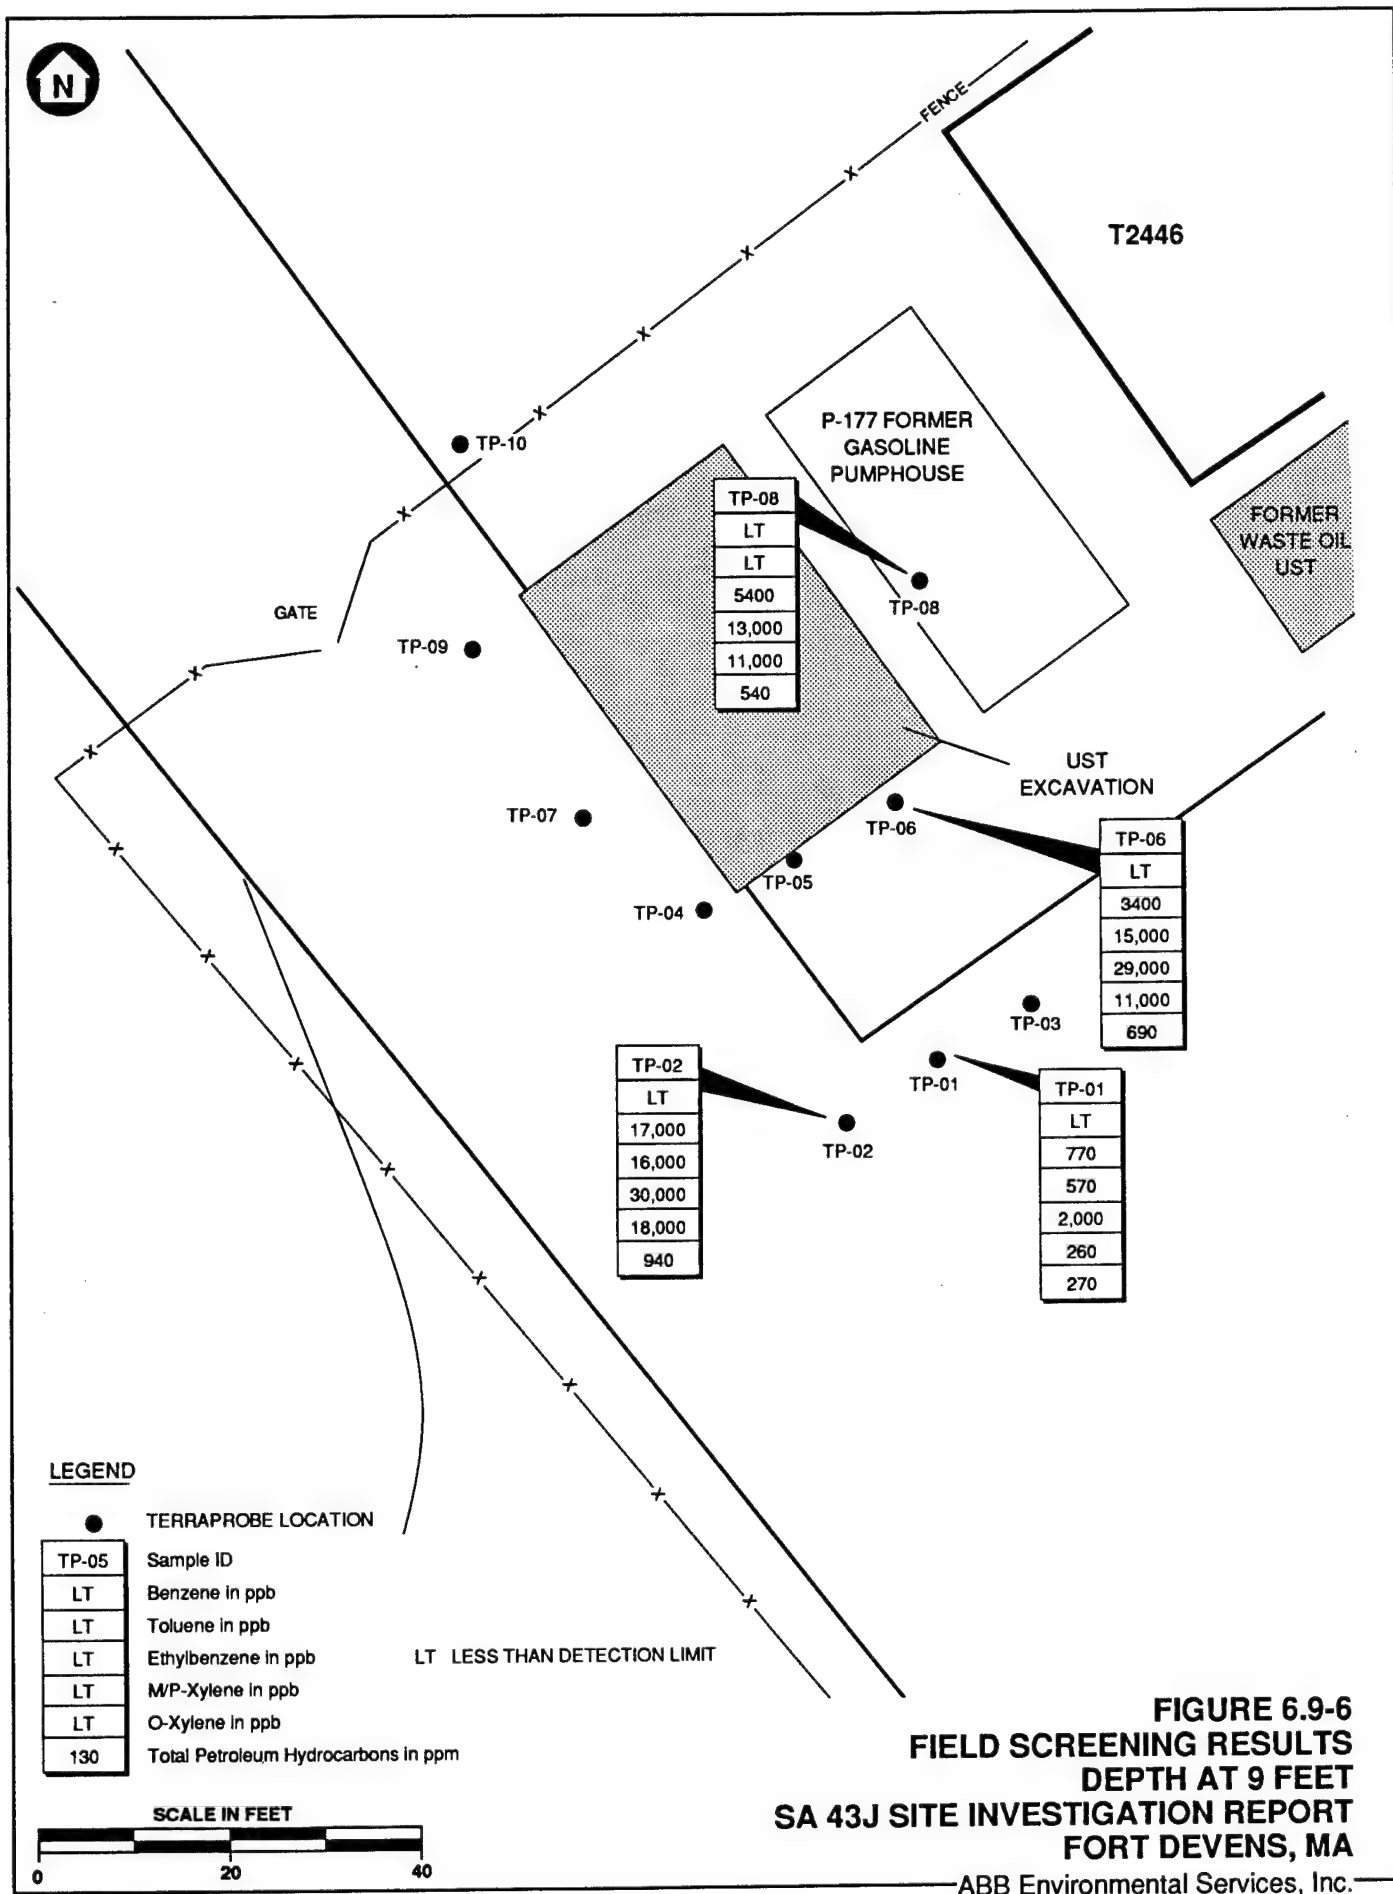 N
FENCE
T2446
P-177 FORMER
GASOLINE
PUMPHOUSE
TP-10
TP-08
LT
LT
5400
13,000
11,000
540
FORMER
WASTE OIL
UST
TP-08
GATE
TP-09
UST
EXCAVATION
TP-07
TP-06
TP-05
TP-04
TP-06
LT
3400
15,000
29,000
11,000
690
TP-03
TP-01
TP-02
LT
17,000
16,000
30,000
18,000
940
TP-02
TP-01
LT
770
570
2,000
260
270
LEGEND
TERRAPROBE LOCATION
TP-05 Sample ID
LT Benzene in ppb
LT Toluene in ppb
LT Ethylbenzene in ppb
LT M/P-Xylene in ppb
LT O-Xylene in ppb
130 Total Petroleum Hydrocarbons in ppm
LT LESS THAN DETECTION LIMIT
SCALE IN FEET
0 20 40
FIGURE 6.9-6
FIELD SCREENING RESULTS
DEPTH AT 9 FEET
SA 43J SITE INVESTIGATION REPORT
FORT DEVENS, MA
ABB Environmental Services, Inc.